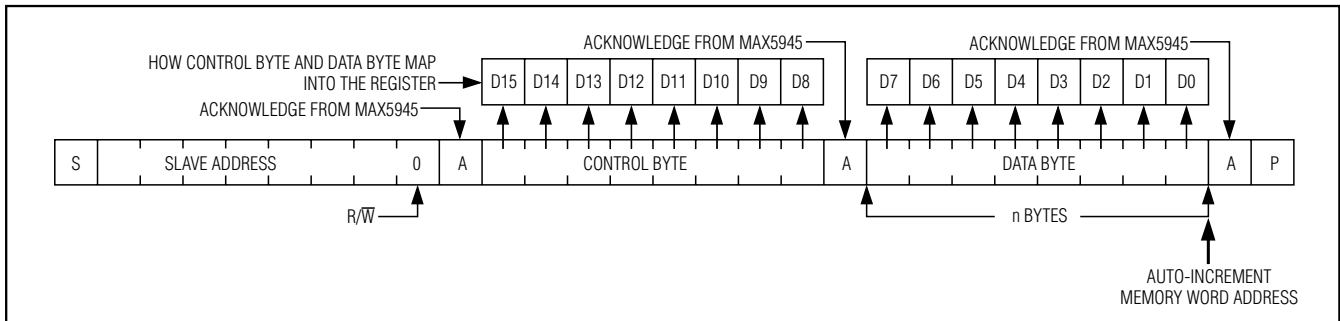 ACKNOWLEDGE FROM MAX5945
ACKNOWLEDGE FROM MAX5945
HOW CONTROL BYTE AND DATA BYTE MAP
INTO THE REGISTER
D15 D14 D13 D12 D11 D10 D9 D8
D7 D6 D5 D4 D3 D2 D1 D0
ACKNOWLEDGE FROM MAX5945
S SLAVE ADDRESS 0 A CONTROL BYTE A DATA BYTE A P
R/W̅
n BYTES
AUTO-INCREMENT
MEMORY WORD ADDRESS